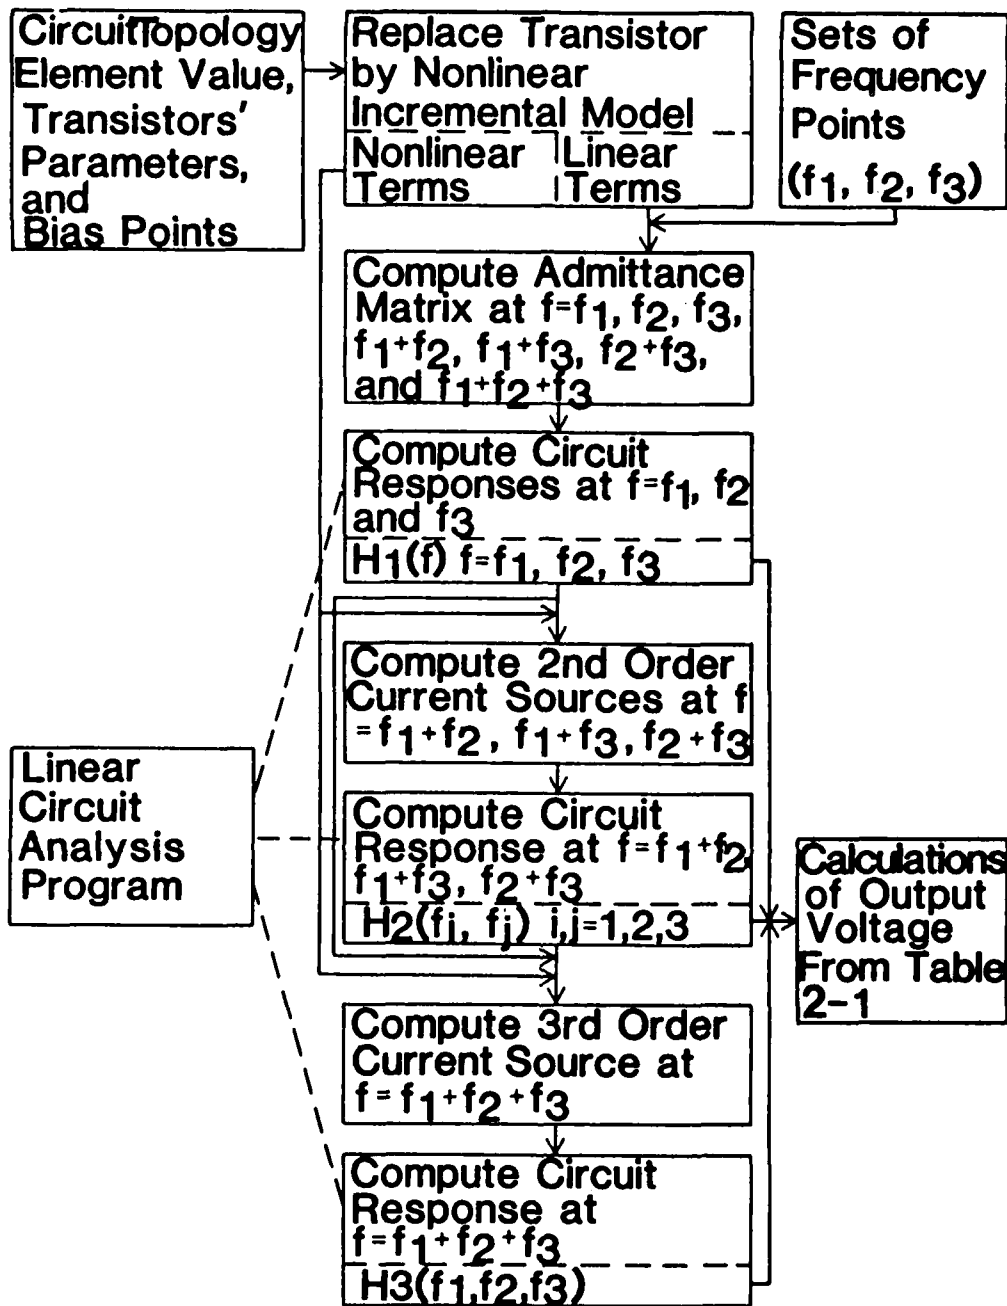 CircuitTopology
Element Value,
Transistors'
Parameters,
and
Bias Points
Replace Transistor
by Nonlinear
Incremental Model
Nonlinear
Terms
Linear
Terms
Sets of
Frequency
Points
(f1, f2, f3)
Compute Admittance
Matrix at f=f1, f2, f3,
f1+f2, f1+f3, f2+f3,
and f1+f2+f3
Compute Circuit
Responses at f=f1, f2
and f3
H1(f) f=f1, f2, f3
Compute 2nd Order
Current Sources at f
=f1+f2, f1+f3, f2+f3
Linear
Circuit
Analysis
Program
Compute Circuit
Response at f=f1+f2,
f1+f3, f2+f3
H2(fj, fj) i,j=1,2,3
Calculations
of Output
Voltage
From Table
2-1
Compute 3rd Order
Current Source at
f=f1+f2+f3
Compute Circuit
Response at
f=f1+f2+f3
H3(f1,f2,f3)